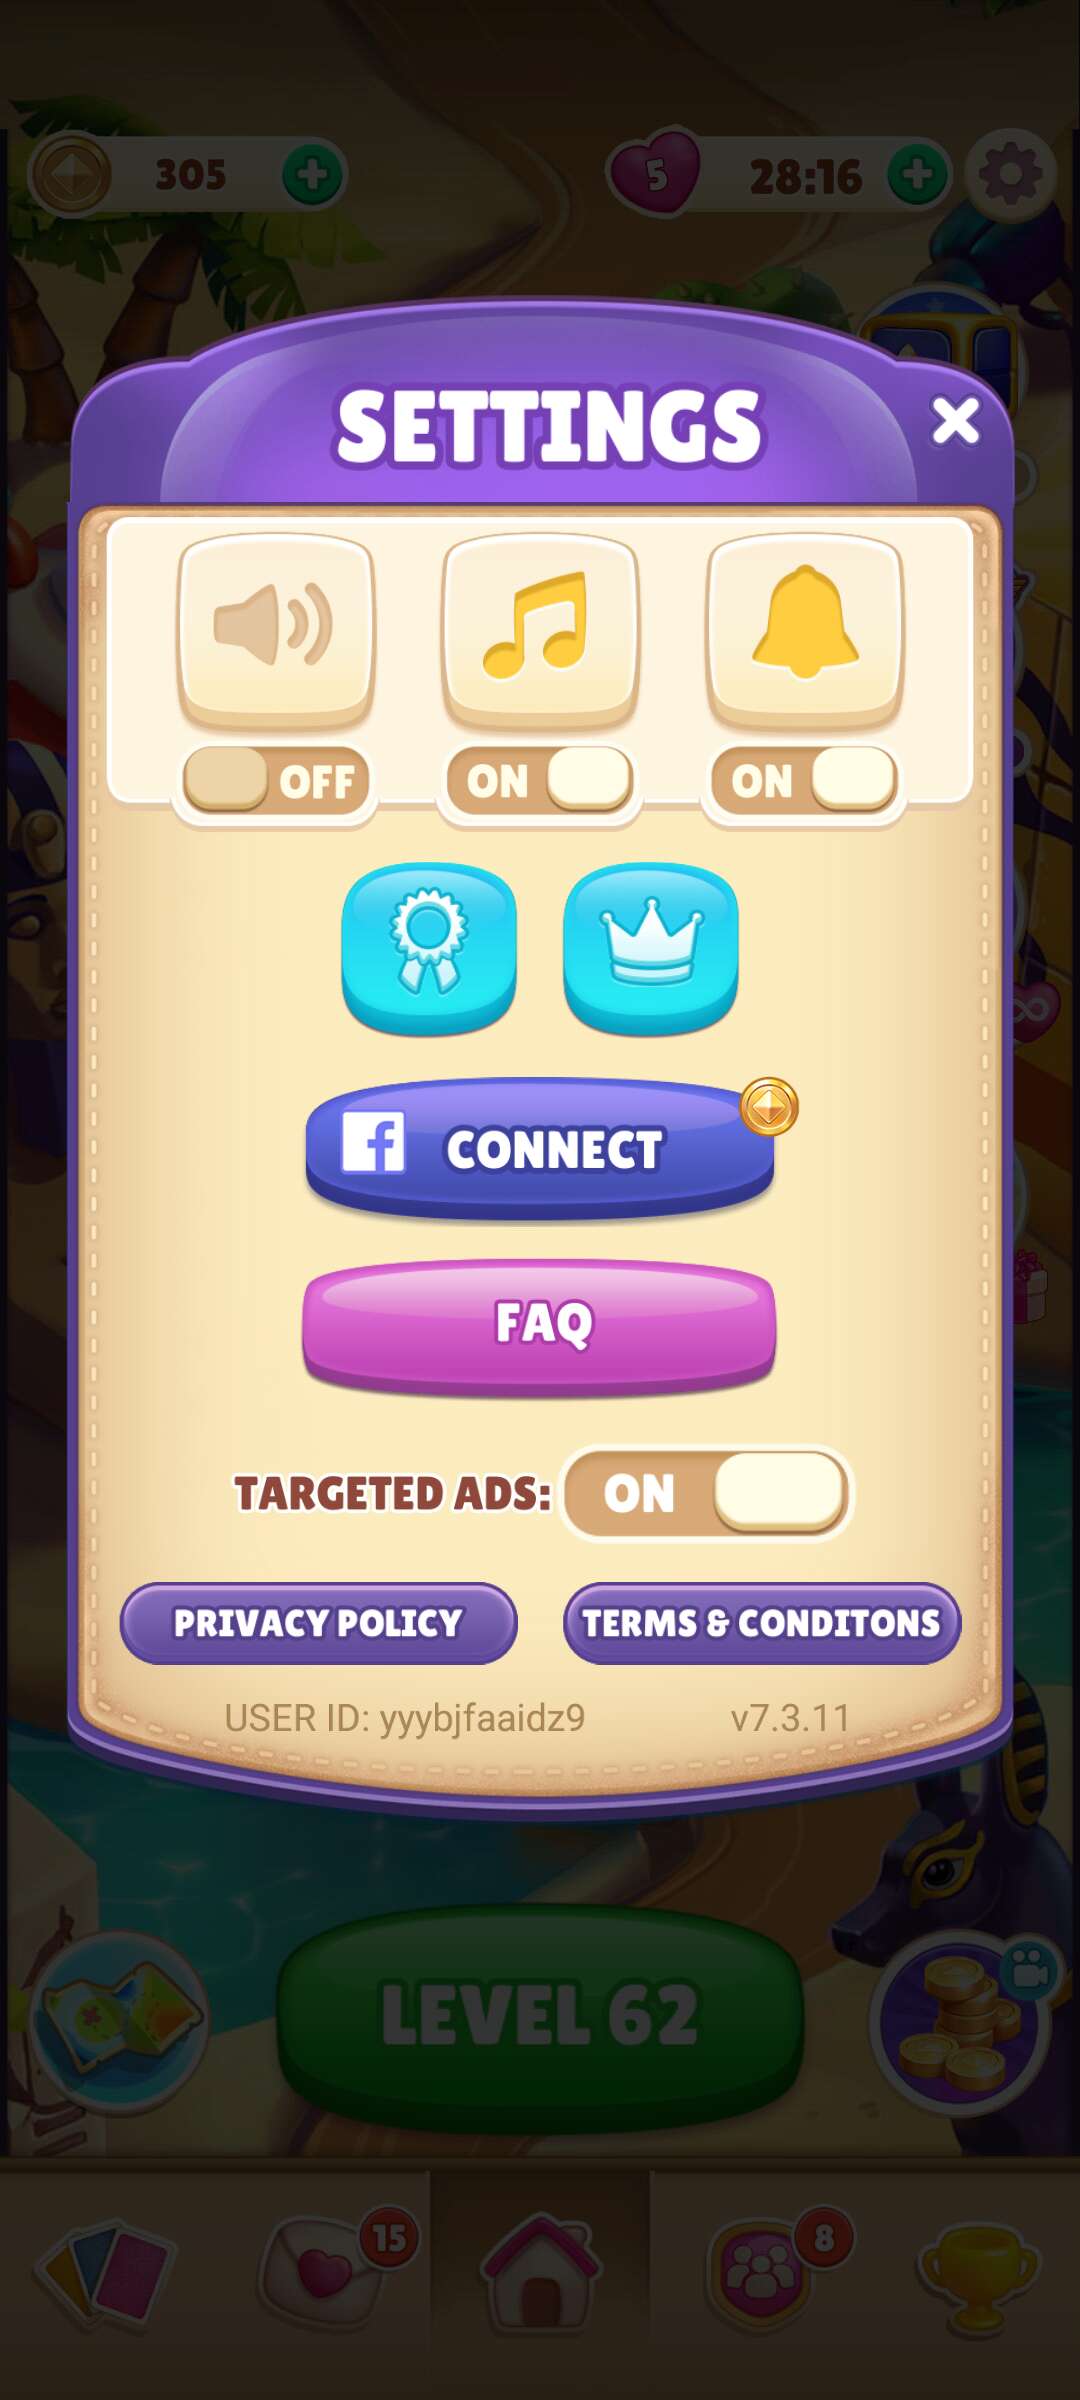 305
5
28:16
SETTINGS
OFF
ON
ON
CONNECT
FAQ
TARGETED ADS: ON
PRIVACY POLICY
TERMS & CONDITONS
USER ID: yyybjfaaidz9
v7.3.11
LEVEL 62
15
8